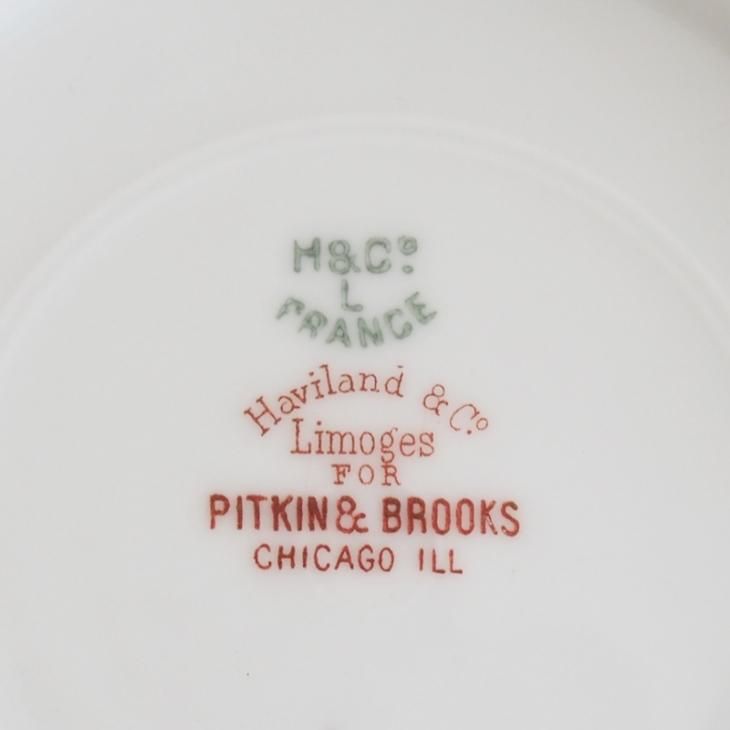 H&Cº
L
FRANCE
Haviland & Cº
Limoges
FOR
PITKIN & BROOKS
CHICAGO ILL